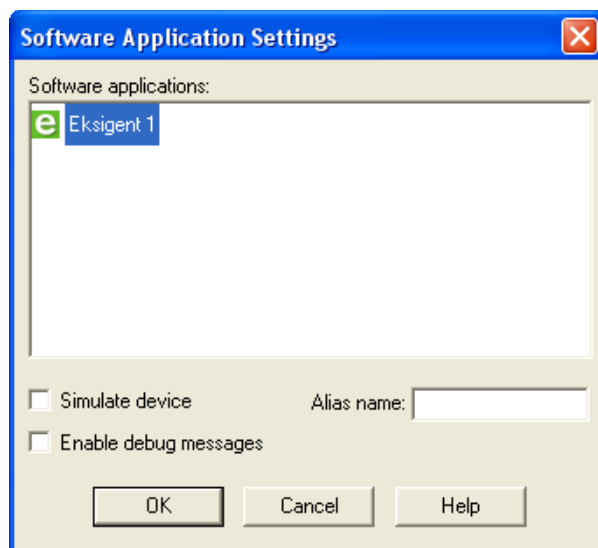 Software Application Settings
Software applications:
e Eksigent 1
Simulate device
Alias name:
Enable debug messages
OK
Cancel
Help